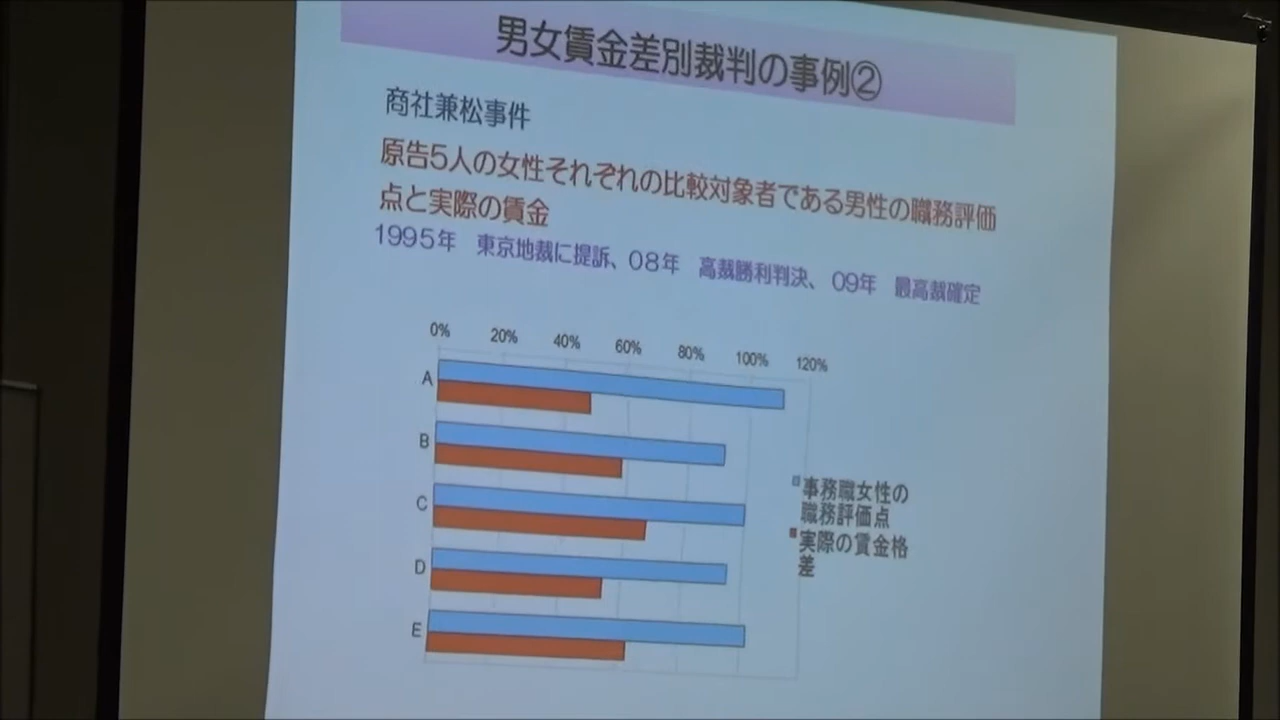 男女賃金差別裁判の事例②
商社兼松事件
原告5人の女性それぞれの比較対象者である男性の職務評価
点と実際の賃金
1995年　東京地裁に提訴、08年　高裁勝利判決、09年　最高裁確定
0% 20% 40% 60% 80% 100% 120%
A
B
C
D
E
事務職女性の
職務評価点
実際の賃金格
差